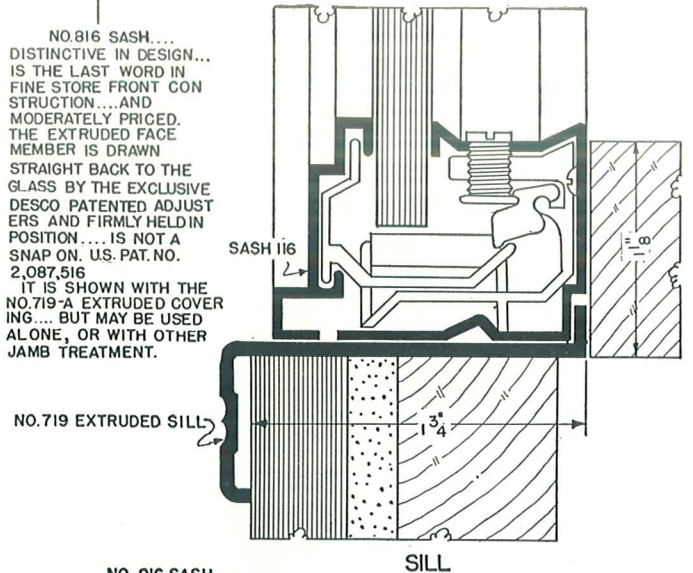 NO.816 SASH....
DISTINCTIVE IN DESIGN...
IS THE LAST WORD IN
FINE STORE FRONT CON
STRUCTION....AND
MODERATELY PRICED.
THE EXTRUDED FACE
MEMBER IS DRAWN
STRAIGHT BACK TO THE
GLASS BY THE EXCLUSIVE
DESCO PATENTED ADJUST
ERS AND FIRMLY HELD IN
POSITION.... IS NOT A
SNAP ON. U.S. PAT. NO.
2,087,516
IT IS SHOWN WITH THE
NO.719-A EXTRUDED COVER
ING.... BUT MAY BE USED
ALONE, OR WITH OTHER
JAMB TREATMENT.
SASH 116
1 1/8"
NO.719 EXTRUDED SILL
1 3/4"
SILL
NO. 916 SASH